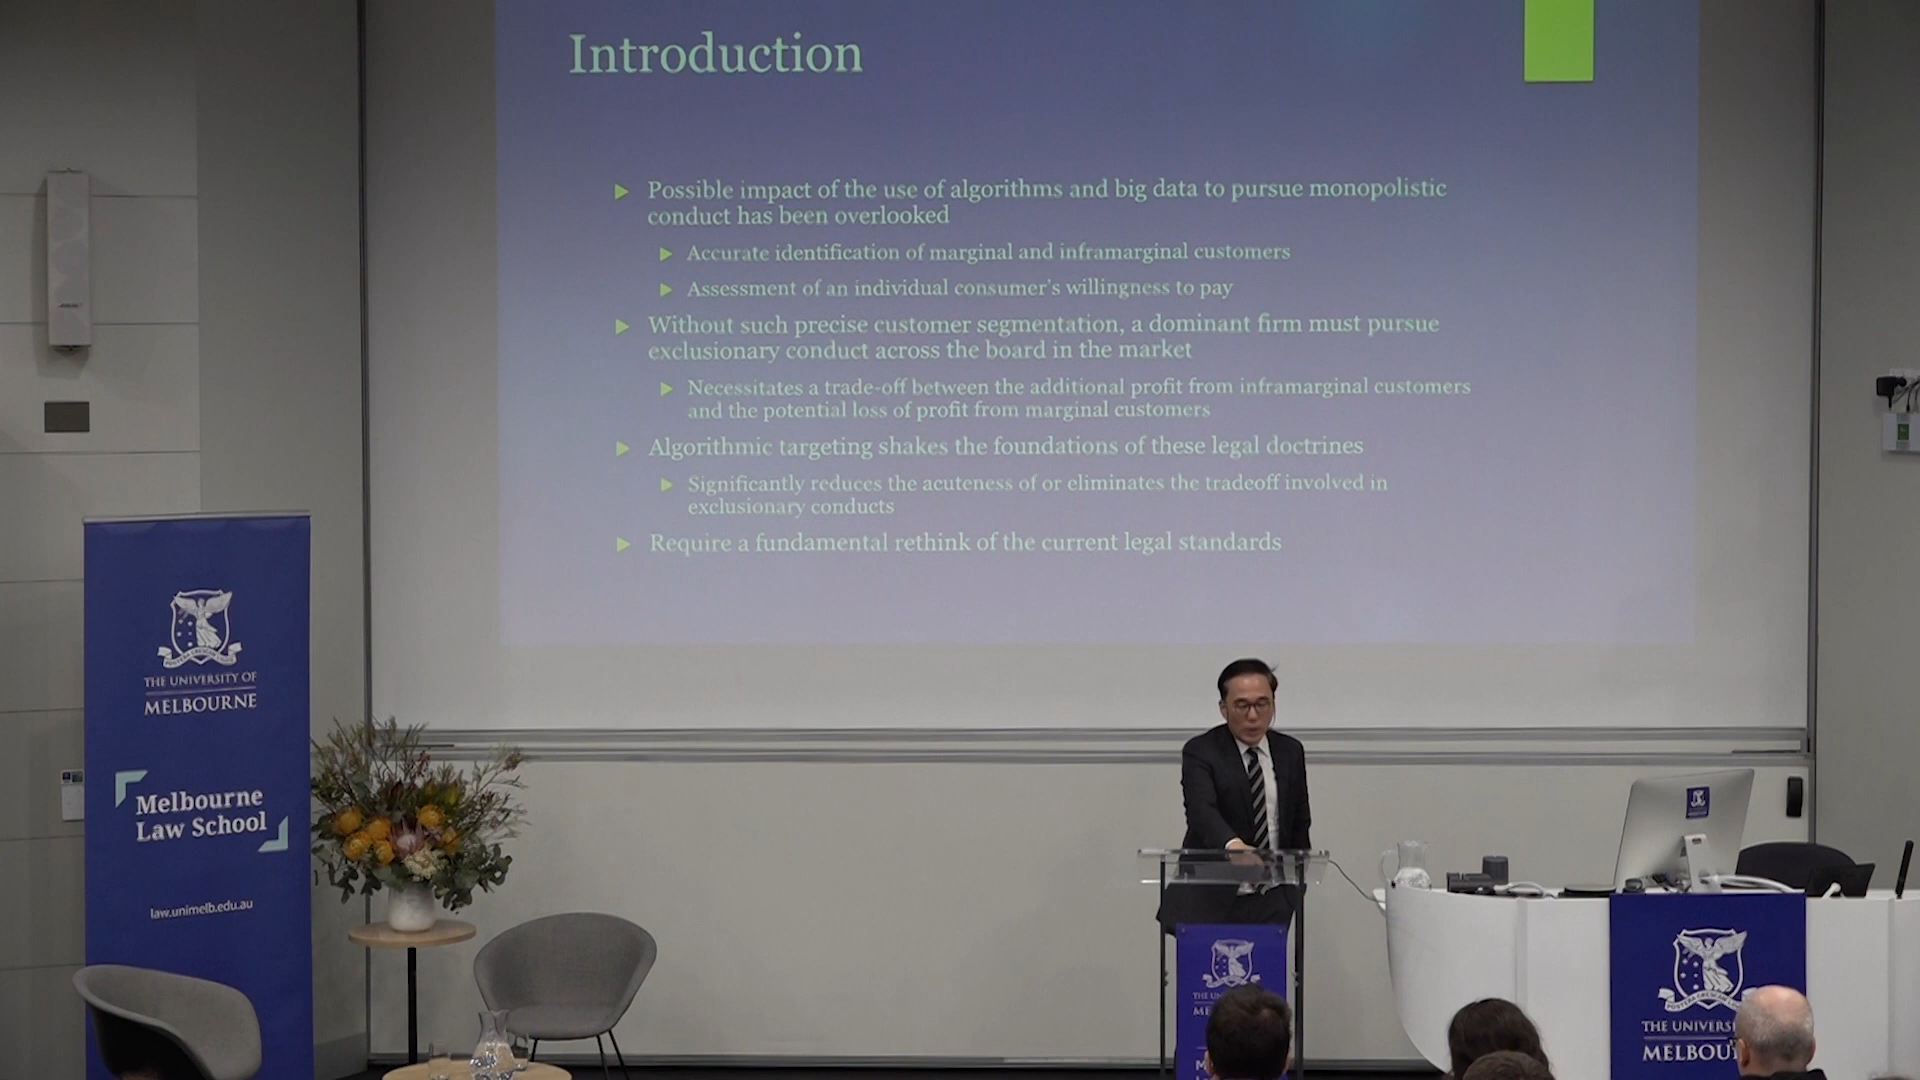 Introduction
Possible impact of the use of algorithms and big data to pursue monopolistic
conduct has been overlooked
Accurate identification of marginal and inframarginal customers
Assessment of an individual consumer's willingness to pay
Without such precise customer segmentation, a dominant firm must pursue
exclusionary conduct across the board in the market
Necessitates a trade-off between the additional profit from inframarginal customers
and the potential loss of profit from marginal customers
Algorithmic targeting shakes the foundations of these legal doctrines
Significantly reduces the acuteness of or eliminates the tradeoff involved in
exclusionary conducts
Require a fundamental rethink of the current legal standards
THE UNIVERSITY OF
MELBOURNE
Melbourne
Law School
law.unimelb.edu.au
THE UN
ME
M
THE UNIVERS
MELBOU